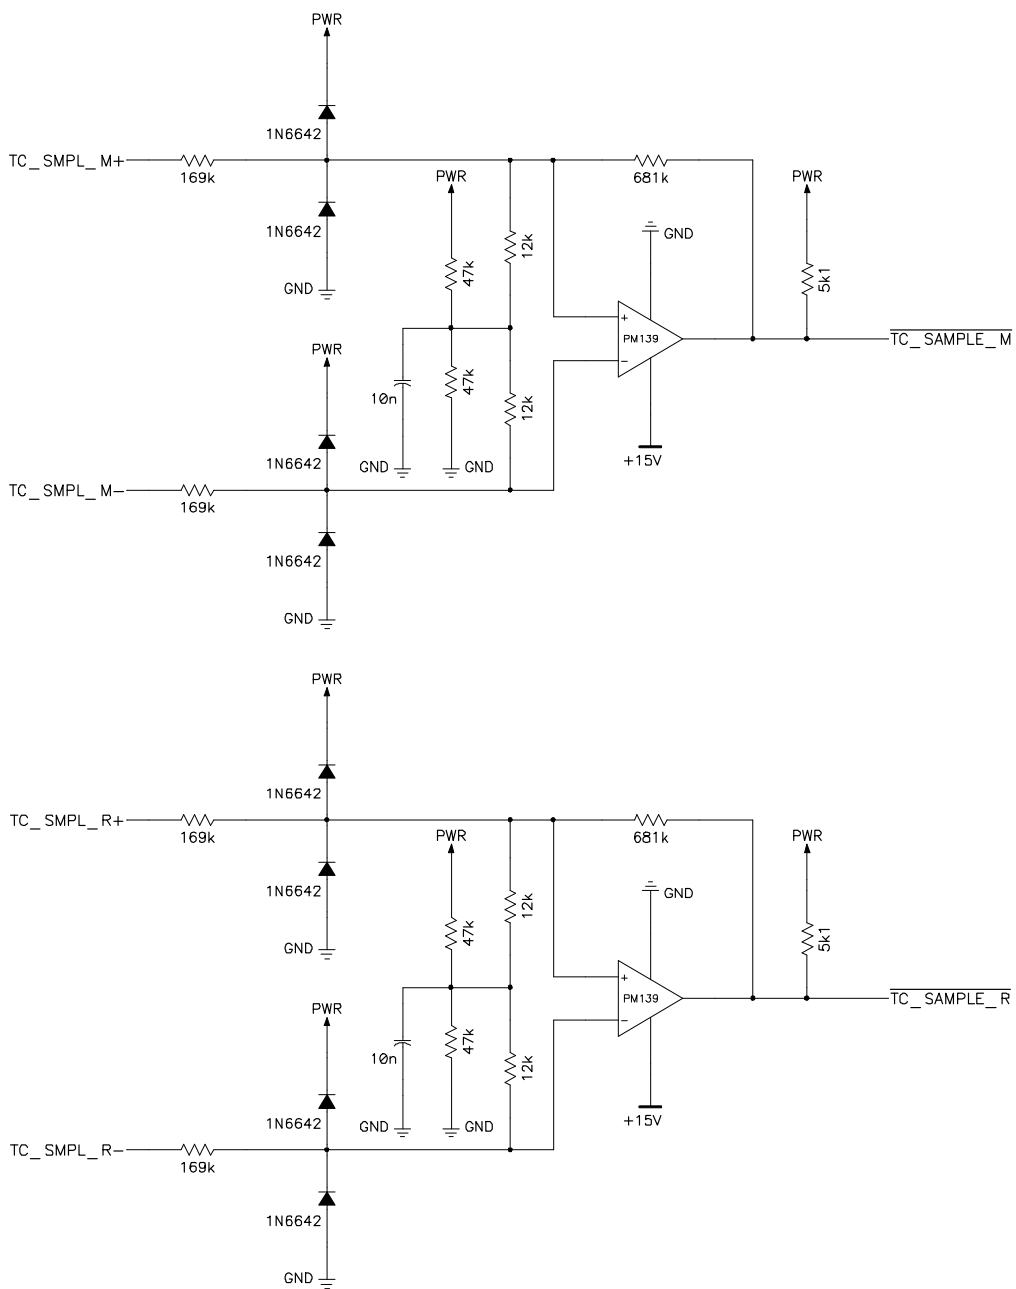 PWR
1N6642
TC_SMPL_M+
169k
PWR
681k
PWR
1N6642
GND
12k
47k
5k1
GND
+
PM139
TC_SAMPLE_M
PWR
-
47k
10n
12k
1N6642
GND
GND
+15V
TC_SMPL_M-
169k
1N6642
GND
PWR
1N6642
TC_SMPL_R+
169k
PWR
681k
PWR
1N6642
GND
12k
47k
5k1
GND
+
PM139
TC_SAMPLE_R
PWR
-
47k
10n
12k
1N6642
GND
GND
+15V
TC_SMPL_R-
169k
1N6642
GND